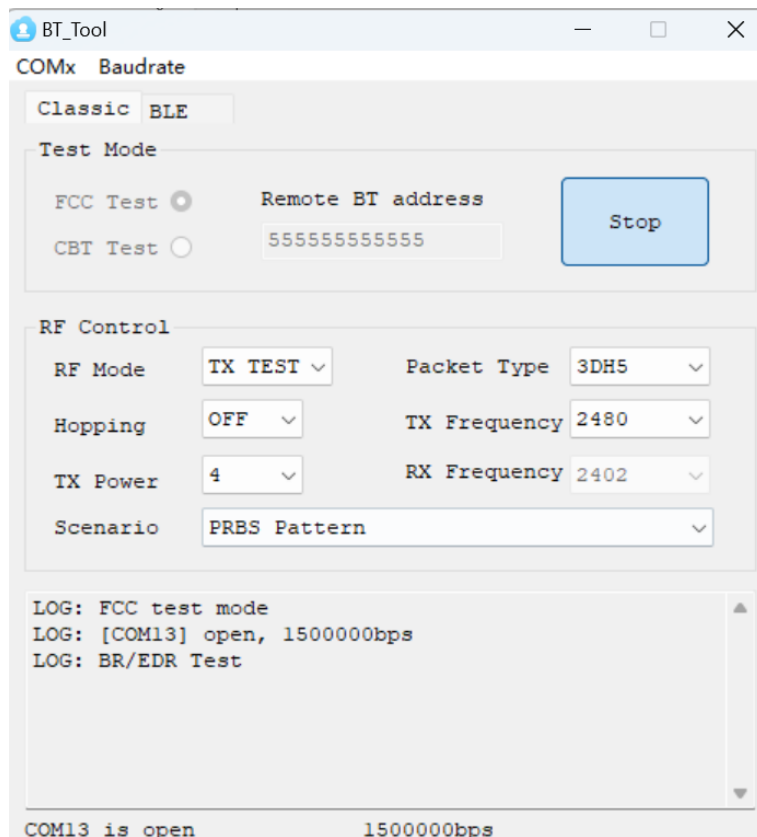 BT_Tool
COMx Baudrate
Classic BLE
Test Mode
FCC Test Remote BT address
Stop
CBT Test 555555555555
RF Control
RF Mode TX TEST Packet Type 3DH5
Hopping OFF TX Frequency 2480
TX Power 4 RX Frequency 2402
Scenario PRBS Pattern
LOG: FCC test mode
LOG: [COM13] open, 1500000bps
LOG: BR/EDR Test
COM13 is open 1500000bps